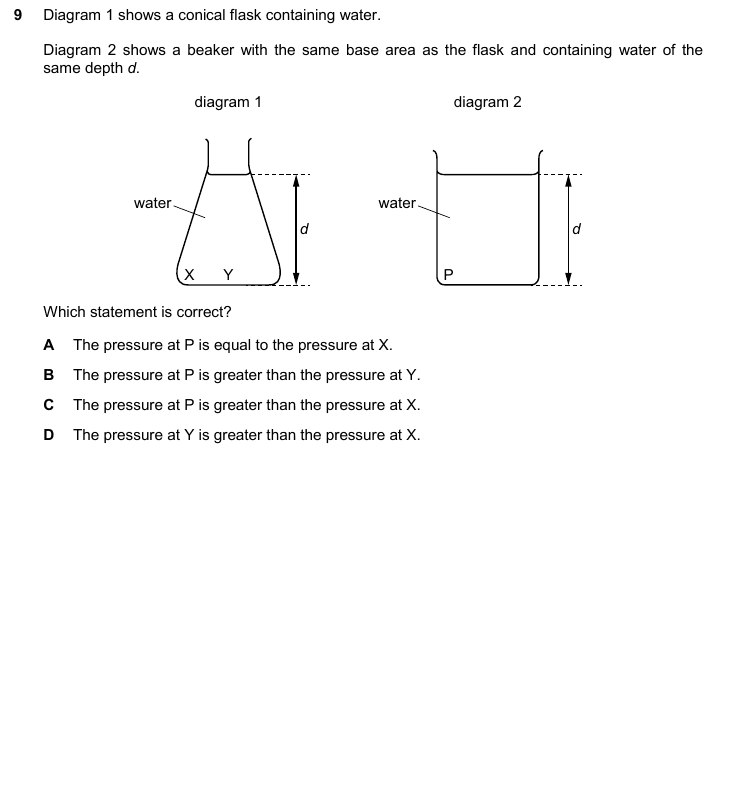 9 Diagram 1 shows a conical flask containing water.
Diagram 2 shows a beaker with the same base area as the flask and containing water of the
same depth d.
diagram 1
diagram 2
water
d
X Y
water
d
P
Which statement is correct?
A The pressure at P is equal to the pressure at X.
B The pressure at P is greater than the pressure at Y.
C The pressure at P is greater than the pressure at X.
D The pressure at Y is greater than the pressure at X.